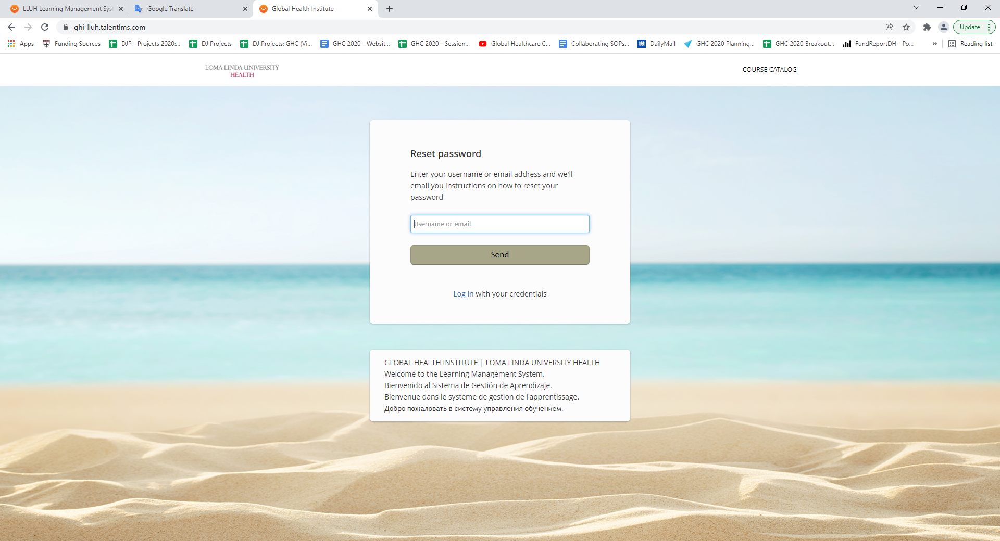 LLUH Learning Management Syst
Google Translate
Global Health Institute
ghi-lluh.talentlms.com
Update
Apps
Funding Sources
DJP - Projects 2020:...
DJ Projects
DJ Projects: GHC (Vi...
GHC 2020 - Websit...
GHC 2020 - Session...
Global Healthcare C...
Collaborating SOPs...
m DailyMail
GHC 2020 Planning...
GHC 2020 Breakout...
FundReportDH - Po...
»
Reading list
LOMA LINDA UNIVERSITY
HEALTH
COURSE CATALOG
Reset password
Enter your username or email address and we'll
email you instructions on how to reset your
password
Username or email
Send
Log in with your credentials
GLOBAL HEALTH INSTITUTE | LOMA LINDA UNIVERSITY HEALTH
Welcome to the Learning Management System.
Bienvenido al Sistema de Gestión de Aprendizaje.
Bienvenue dans le système de gestion de l'apprentissage.
Добро пожаловать в систему управления обучением.